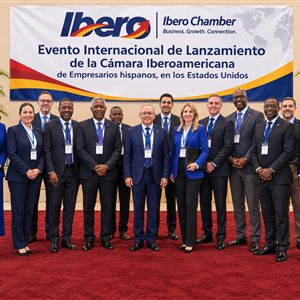 Ibero
Ibero Chamber
Business. Growth. Connection.
Evento Internacional de Lanzamiento
de la Cámara Iberoamericana
de Empresarios hispanos, en los Estados Unidos